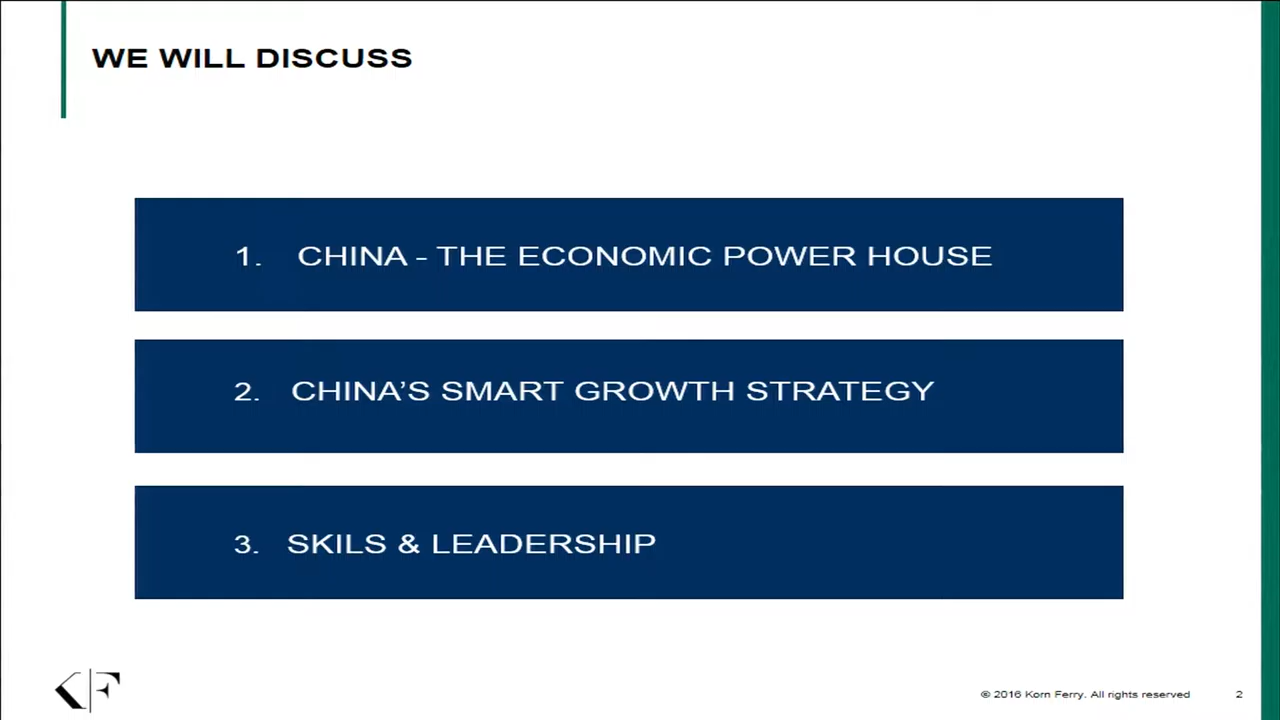 WE WILL DISCUSS
1. CHINA - THE ECONOMIC POWER HOUSE
2. CHINA’S SMART GROWTH STRATEGY
3. SKILS & LEADERSHIP
KF
© 2016 Korn Ferry. All rights reserved 2